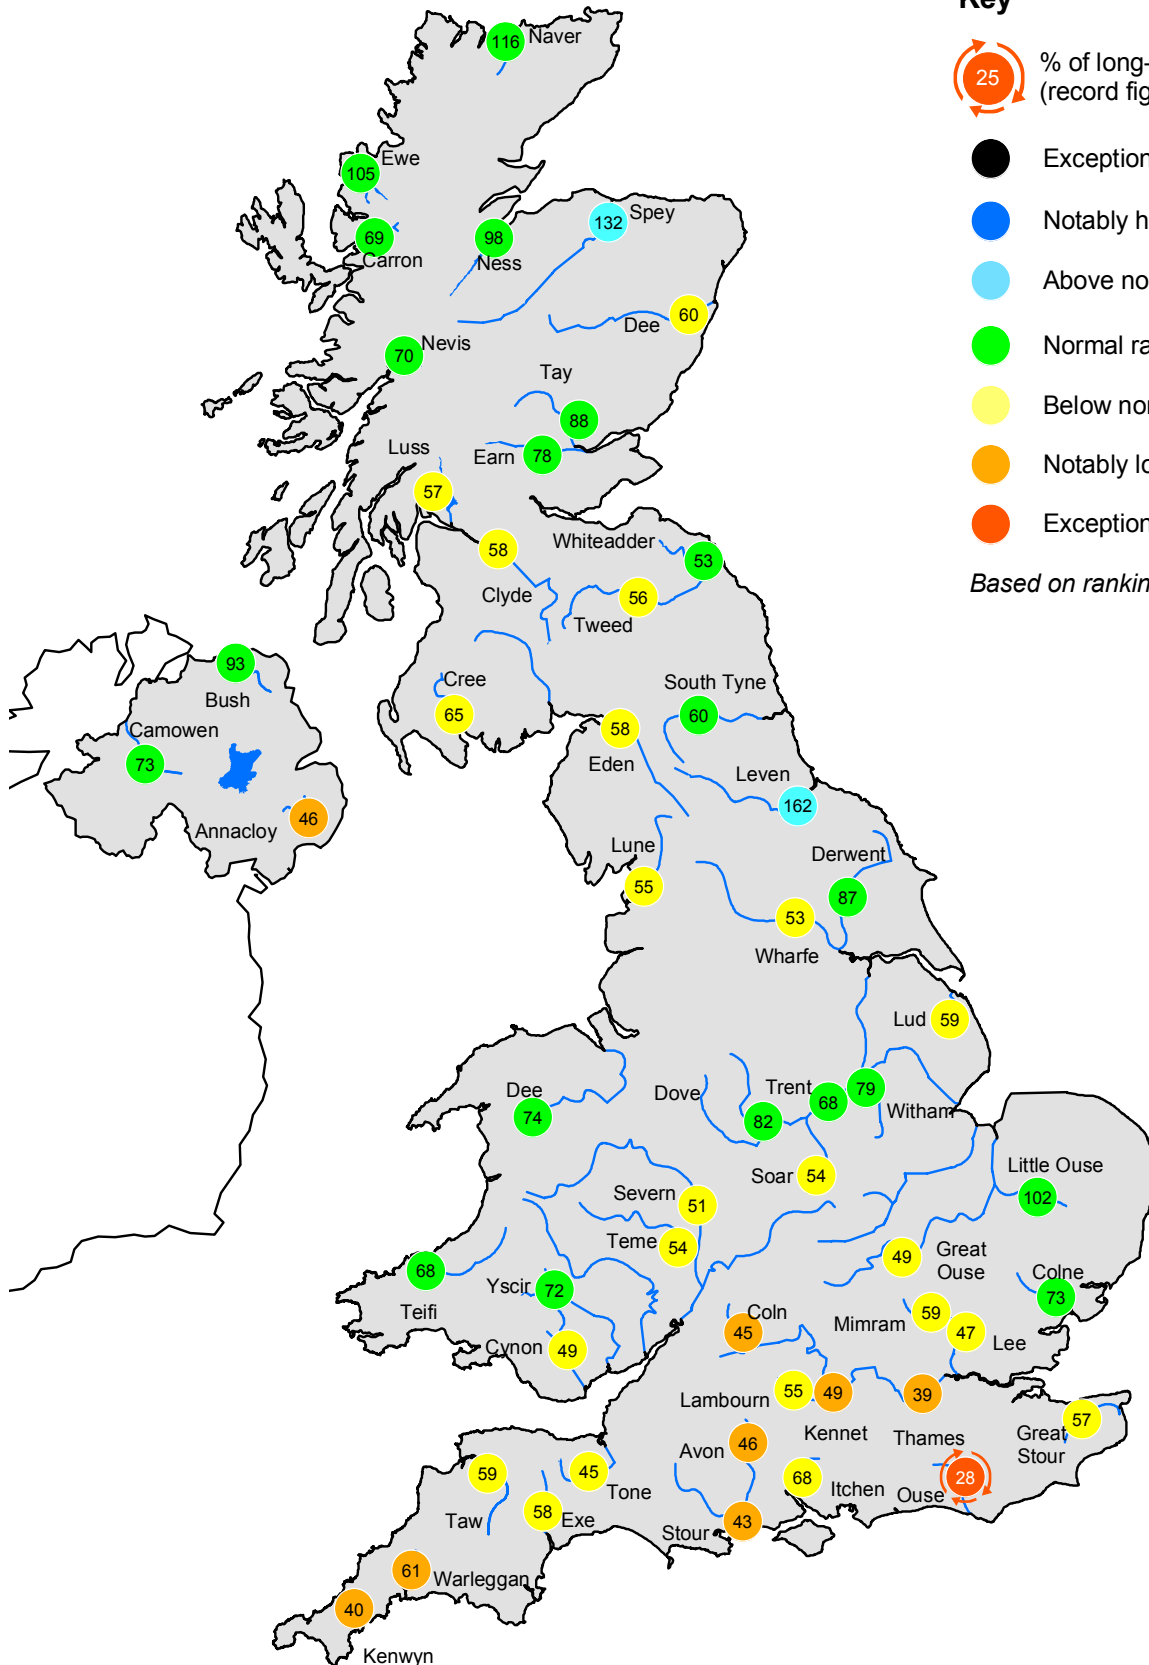 Key
25
% of long-
(record fig
Exception
Notably h
Above no
Normal ra
Below nor
Notably lo
Exception
Based on rankin
116
Naver
105
Ewe
69
Carron
98
Ness
132
Spey
Dee
60
70
Nevis
Tay
88
Earn
78
Luss
57
58
Clyde
Whiteadder
53
56
Tweed
93
Bush
Camowen
73
Annacloy
46
Cree
65
South Tyne
60
58
Eden
Leven
162
Lune
55
Derwent
87
53
Wharfe
Lud
59
Dee
74
Dove
82
Trent
68
79
Witham
Soar
54
Little Ouse
102
Severn
51
Teme
54
49
Great
Ouse
Colne
73
68
Teifi
Yscir
72
Cynon
49
Coln
45
Mimram
59
47
Lee
Lambourn
55
49
Kennet
39
Thames
57
Great
Stour
Avon
46
68
Itchen
Ouse
28
59
Taw
45
Tone
58
Exe
Stour
43
61
Warleggan
40
Kenwyn